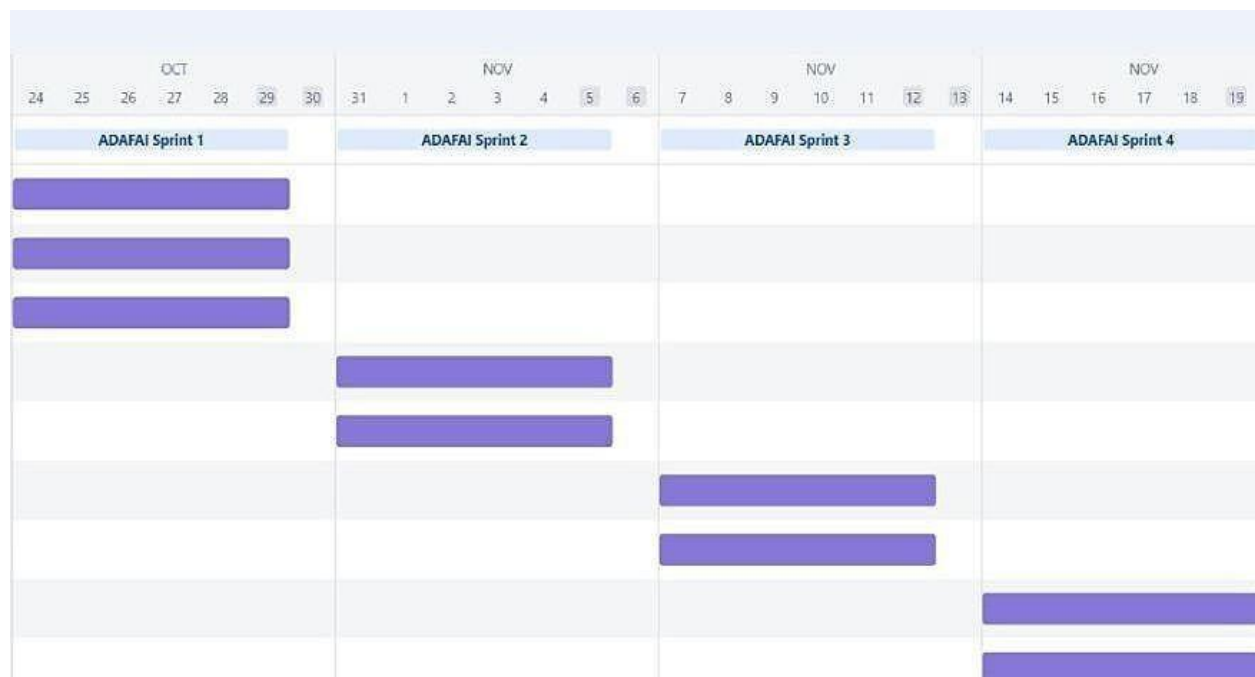 OCT NOV NOV NOV
24 25 26 27 28 29 30 31 1 2 3 4 5 6 7 8 9 10 11 12 13 14 15 16 17 18 19
ADAFAI Sprint 1 ADAFAI Sprint 2 ADAFAI Sprint 3 ADAFAI Sprint 4